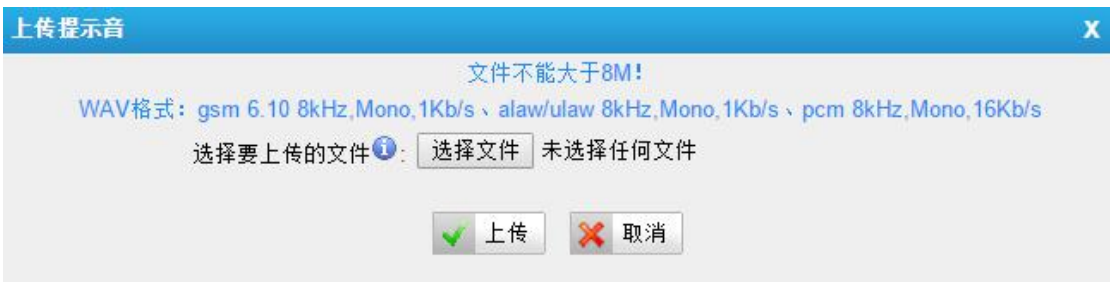 上传提示音 X
文件不能大于8M!
WAV格式: gsm 6.10 8kHz,Mono,1Kb/s、alaw/ulaw 8kHz,Mono,1Kb/s、pcm 8kHz,Mono,16Kb/s
选择要上传的文件i: 选择文件 未选择任何文件
上传 取消